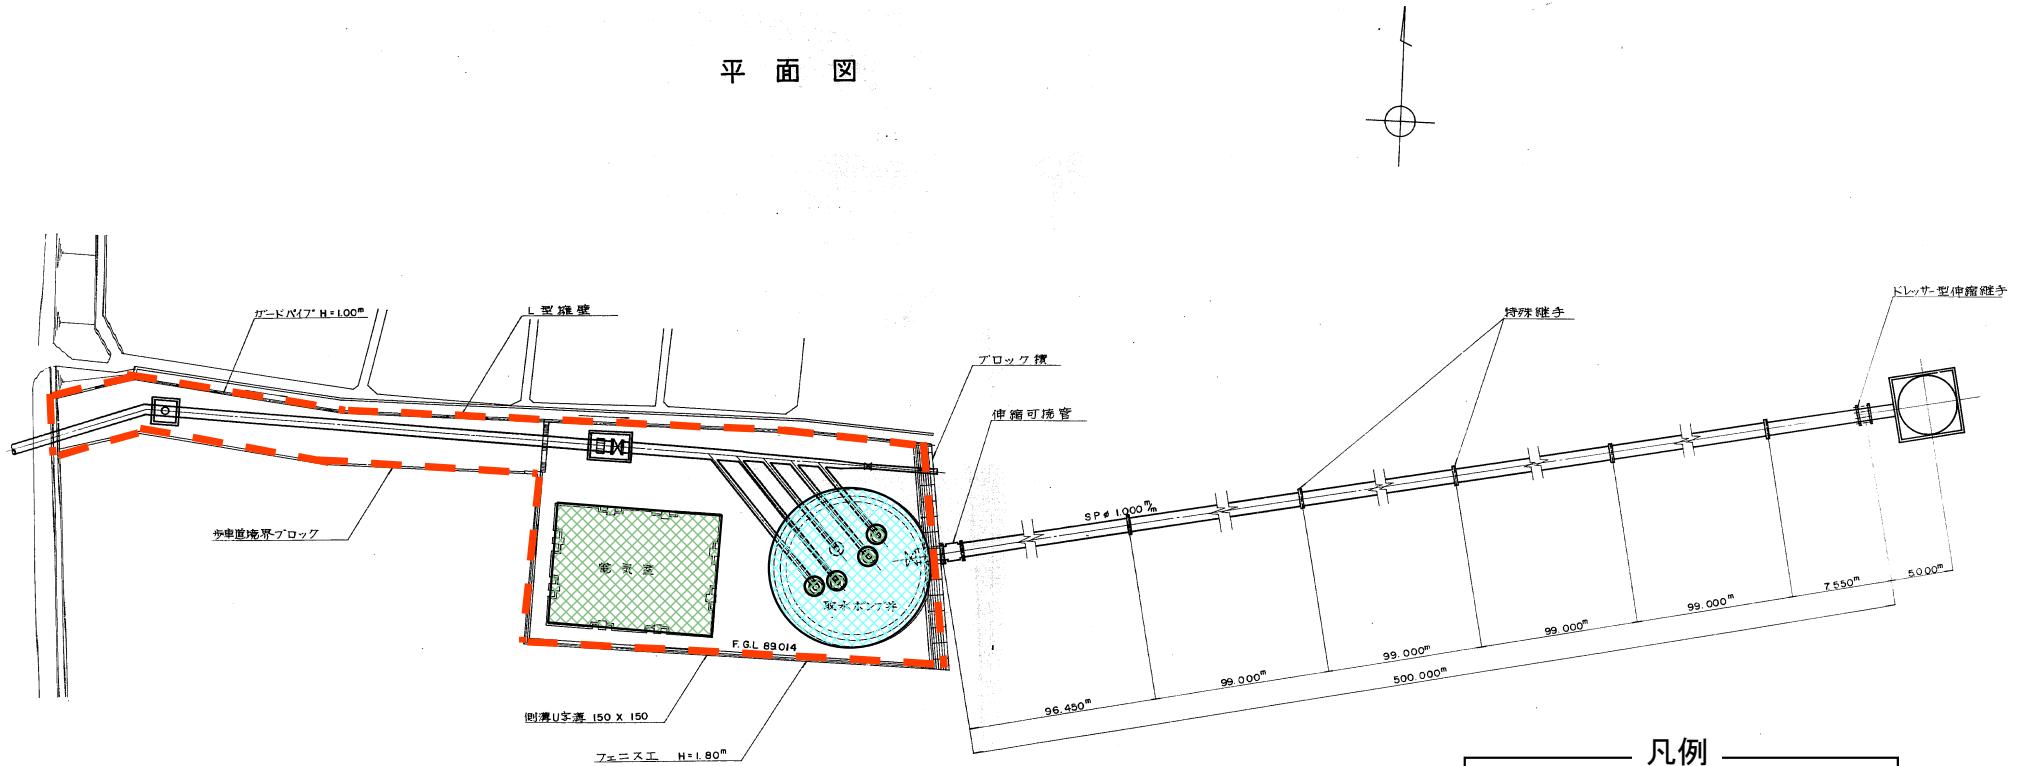 平面図
ガードパイプ H=1.00m
L型擁壁
ブロック積
伸縮可撓管
特殊継手
ドレッサー型伸縮継手
歩車道境界ブロック
電気室
取水ポンプ井
F.G.L 89.014
SPφ 1.000m/m
側溝U字溝 150 X 150
フェニス工 H=1.80m
96.450m
99.000m
99.000m
99.000m
99.000m
7.550m
5.000m
500.000m
凡例